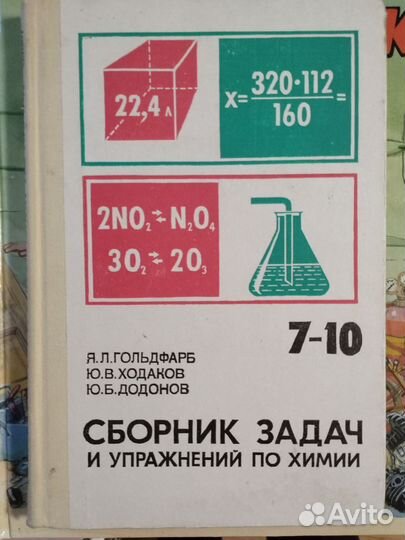 22,4 л
x= 320·112 =
160
2NO₂ ⇄ N₂O₄
3O₂ ⇄ 2O₃
7-10
Я.Л.ГОЛЬДФАРБ
Ю.В.ХОДАКОВ
Ю.Б.ДОДОНОВ
СБОРНИК ЗАДАЧ
И УПРАЖНЕНИЙ ПО ХИМИИ
Avito